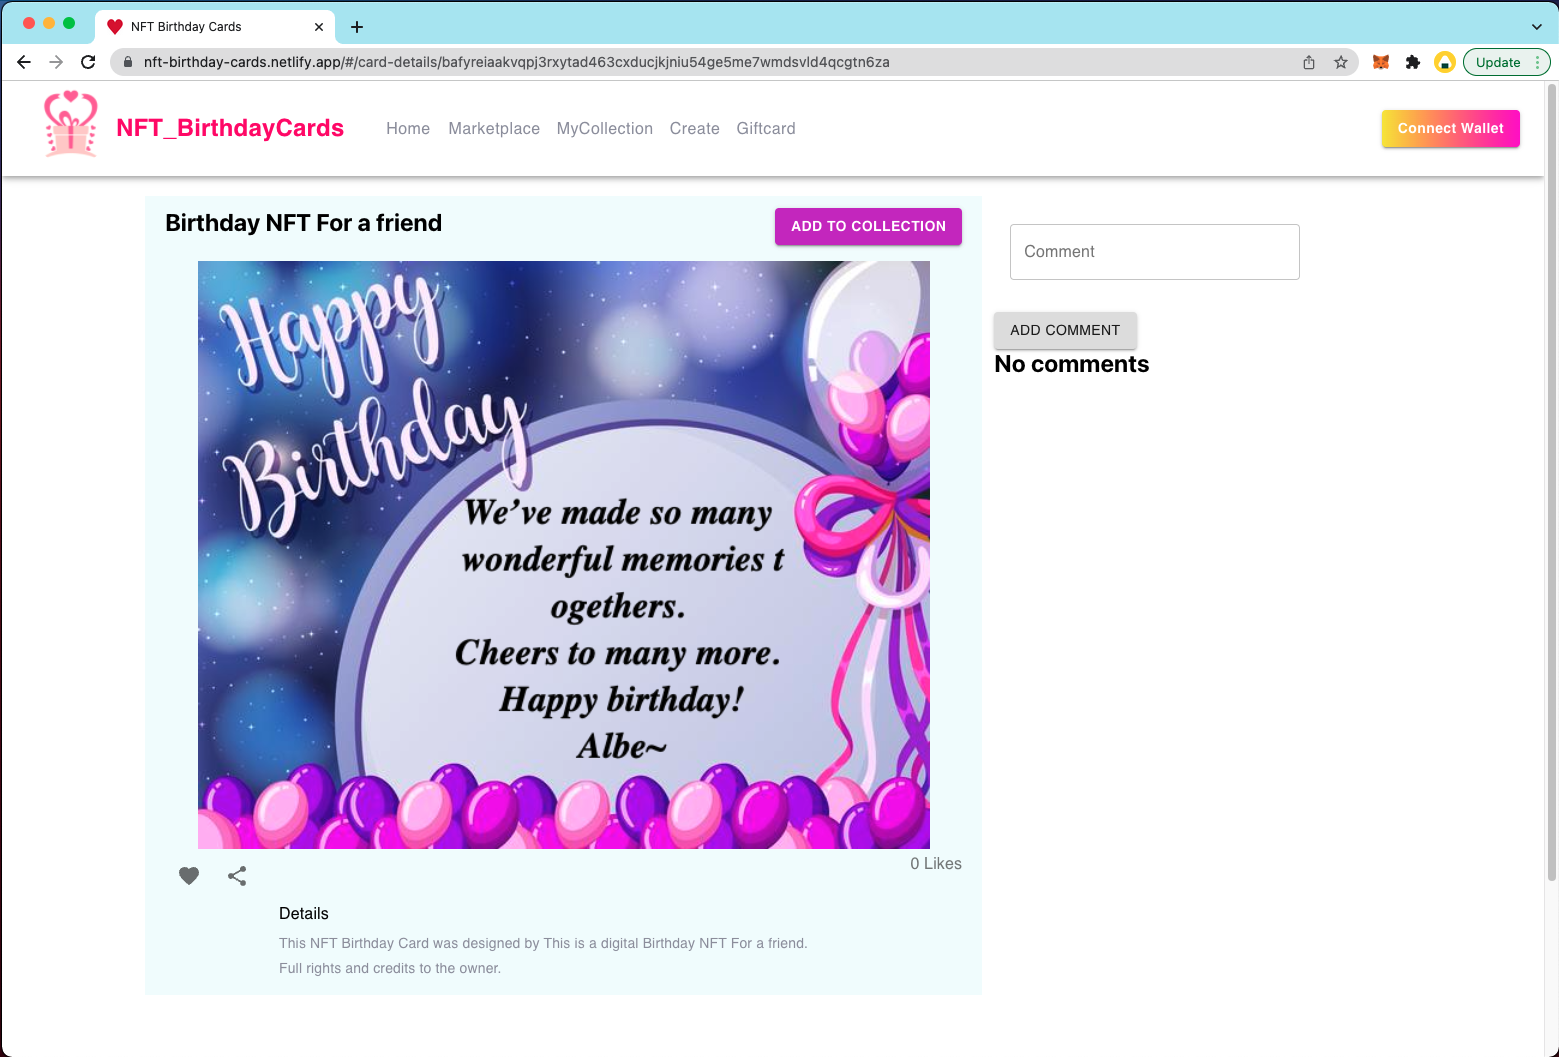 NFT Birthday Cards
nft-birthday-cards.netlify.app/#/card-details/bafyreiaakvqpj3rxytad463cxducjkjniu54ge5me7wmdsvld4qcgtn6za
Update
NFT_BirthdayCards
Home Marketplace MyCollection Create Giftcard
Connect Wallet
Birthday NFT For a friend
ADD TO COLLECTION
Happy
Birthday
We've made so many
wonderful memories t
ogethers.
Cheers to many more.
Happy birthday!
Albe~
0 Likes
Details
This NFT Birthday Card was designed by This is a digital Birthday NFT For a friend.
Full rights and credits to the owner.
Comment
ADD COMMENT
No comments